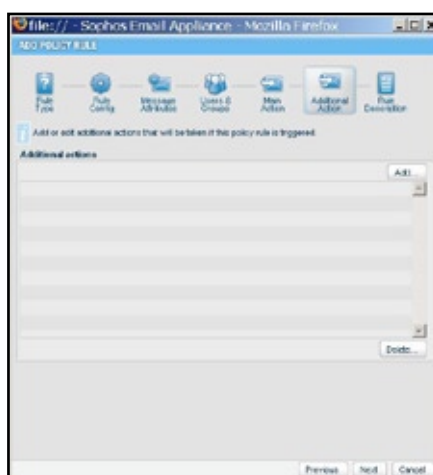 file:// - Sophos Email Appliance - Mozilla Firefox
ADD POLICY RULE
Rule Type
Rule Config
Message Attributes
Users & Groups
Main Action
Additional Action
Rule Description
? Add or edit additional actions that will be taken if this policy rule is triggered.
Additional actions
Add...
Delete...
Previous
Next
Cancel